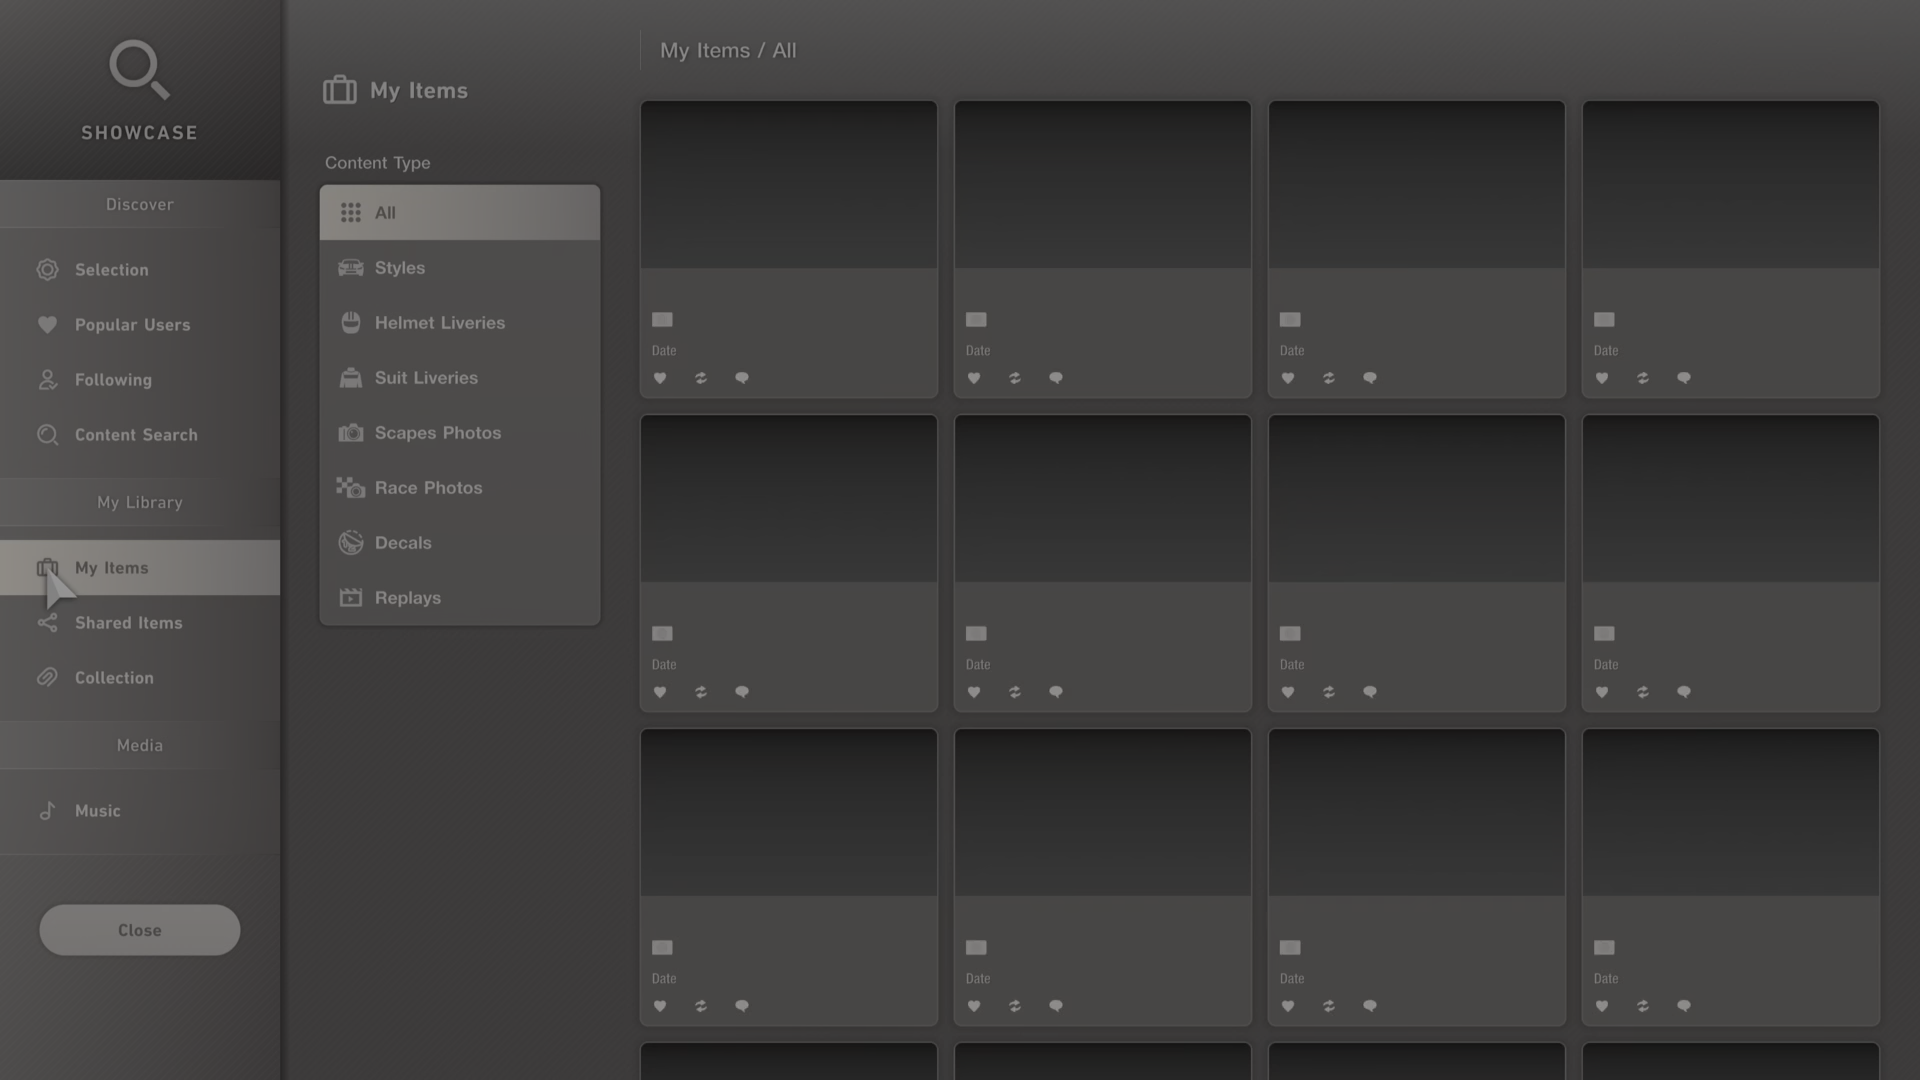 SHOWCASE
Discover
Selection
Popular Users
Following
Content Search
My Library
My Items
Shared Items
Collection
Media
Music
Close
My Items
Content Type
All
Styles
Helmet Liveries
Suit Liveries
Scapes Photos
Race Photos
Decals
Replays
My Items / All
Date Date Date Date
Date Date Date Date
Date Date Date Date